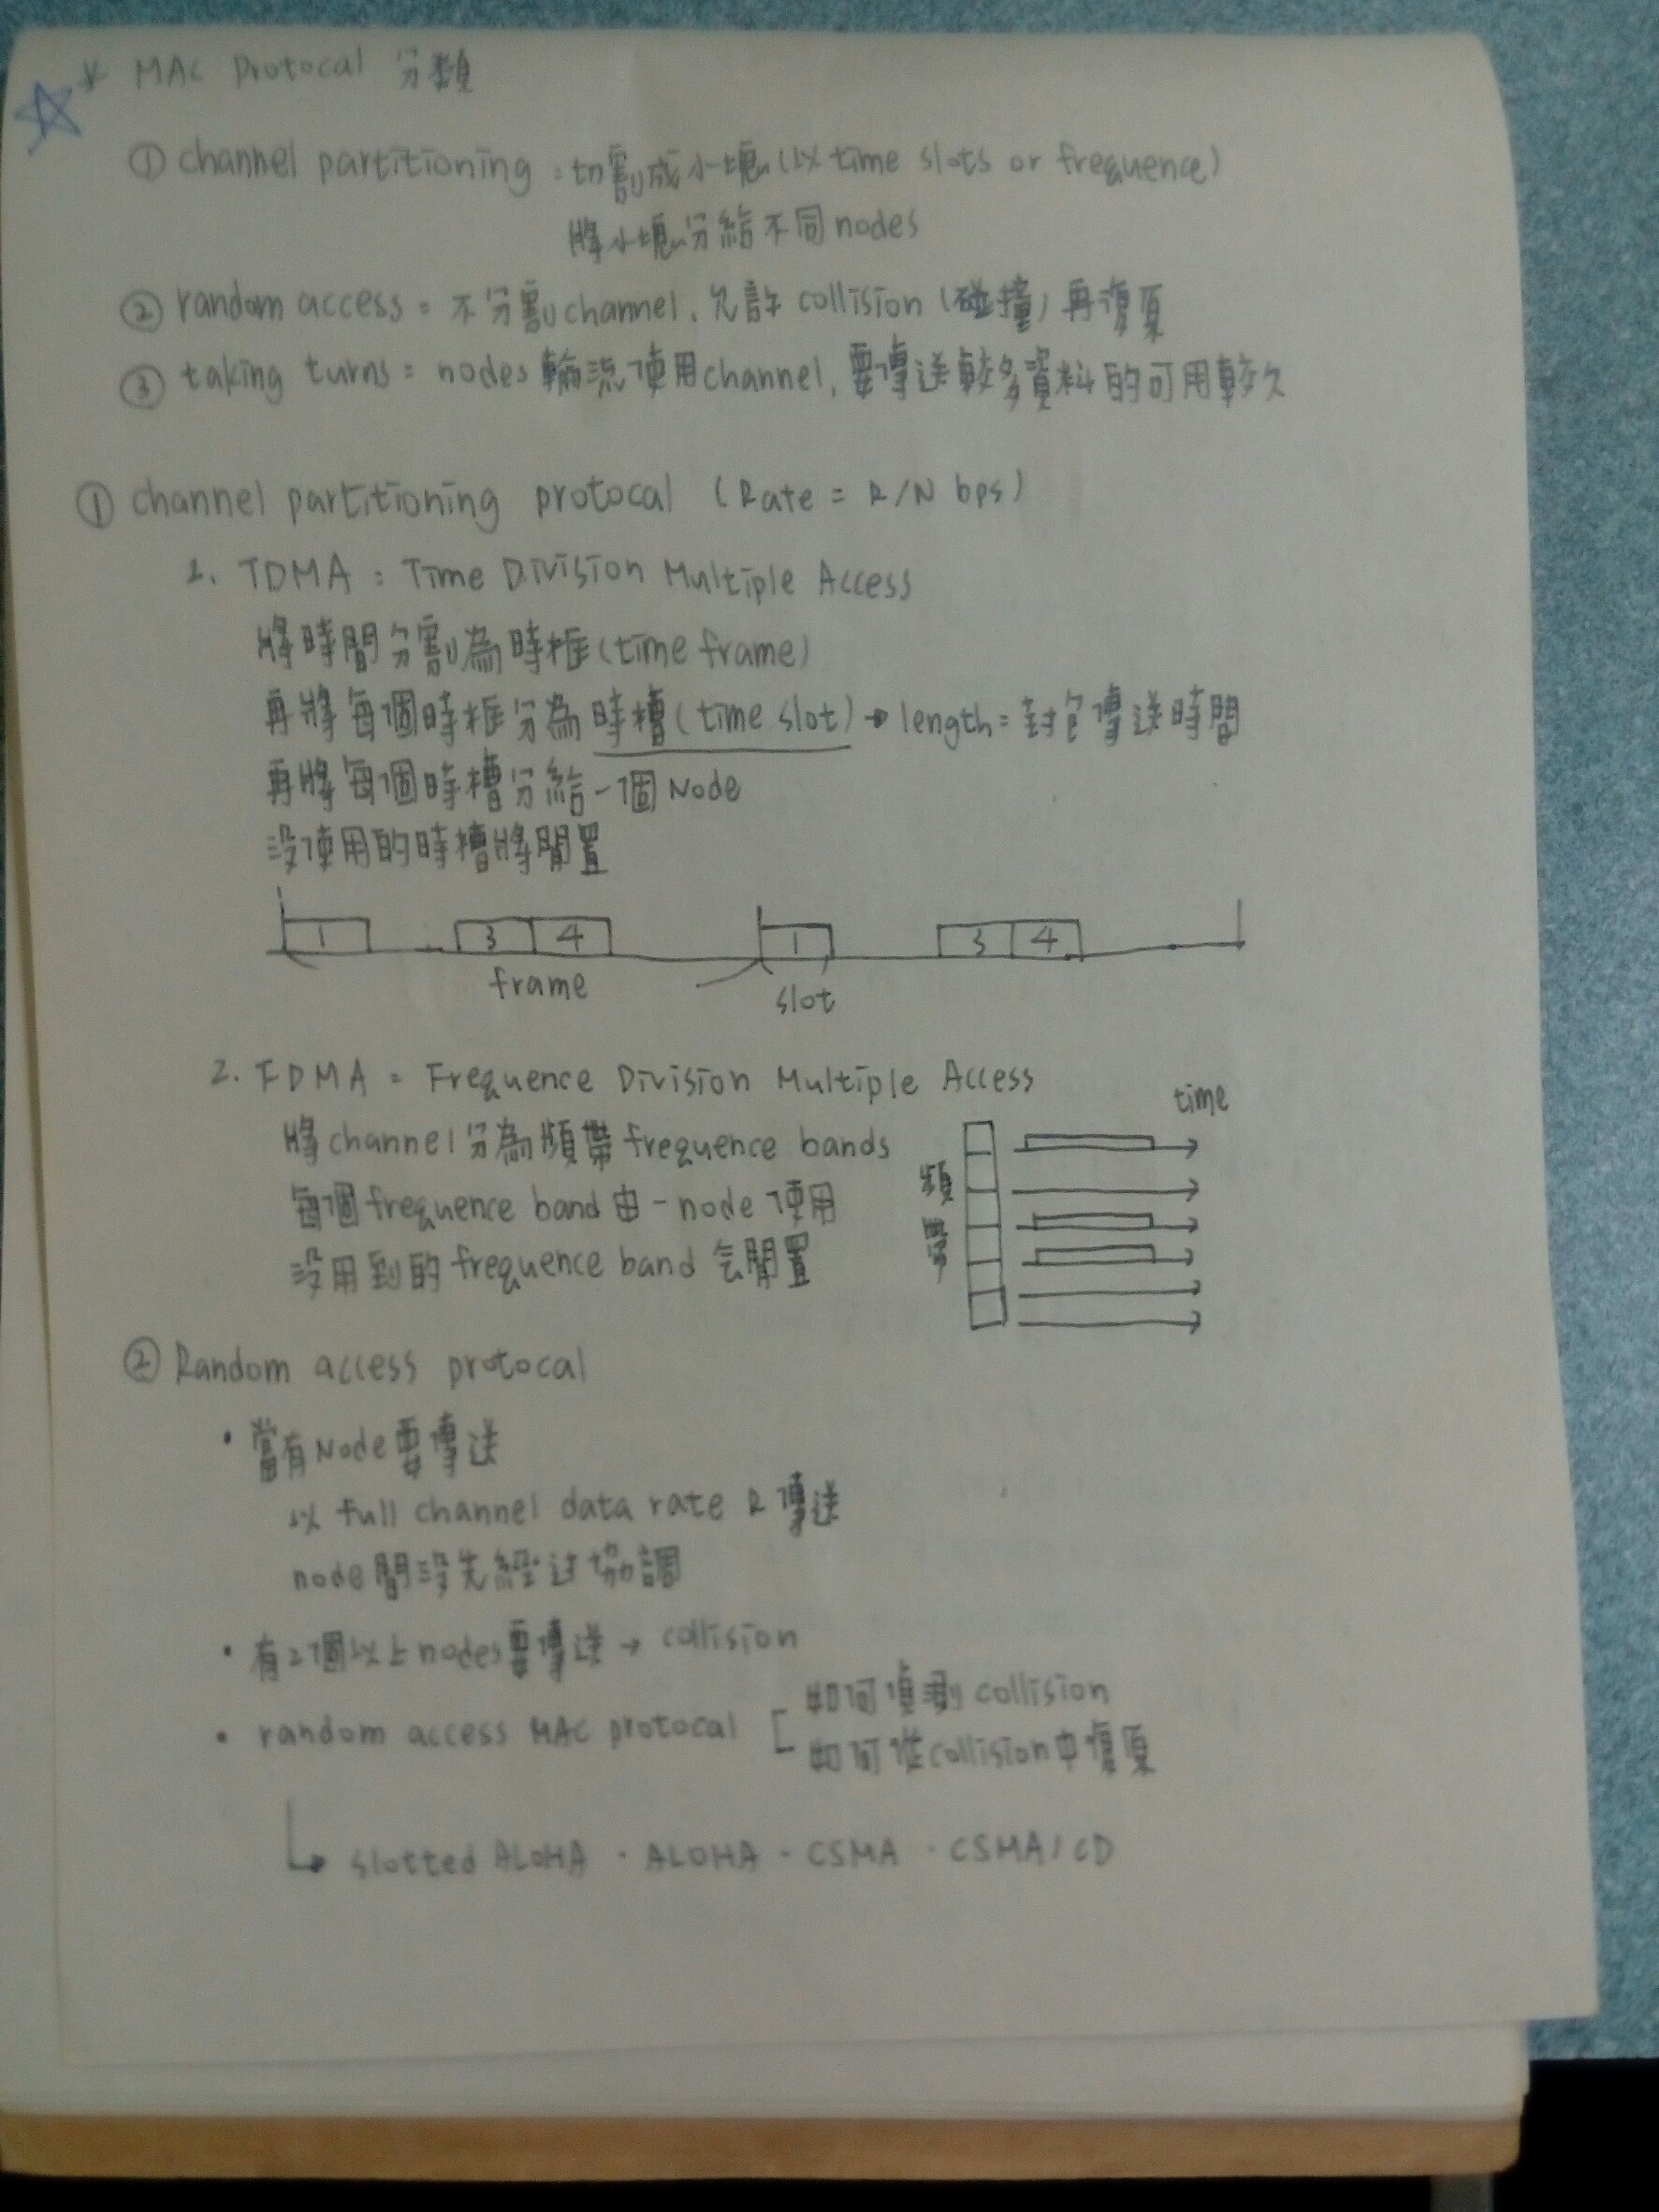 * MAC Protocal 分類
① channel partitioning : 切割成小塊 (以 time slots or frequence)
將小塊分給不同 nodes
② random access = 不分割 channel, 允許 collision (碰撞) 再復原
③ taking turns = nodes 輪流使用 channel, 要傳送較多資料的可用較久
① channel partitioning protocal (Rate = R/N bps)
1. TDMA : Time Division Multiple Access
將時間分割為時框 (time frame)
再將每個時框分為時槽 (time slot) → length = 封包傳送時間
再將每個時槽分給一個 Node
沒使用的時槽將閒置
1 3 4 1 3 4
frame
slot
2. FDMA = Frequence Division Multiple Access
time
將 channel 分為頻帶 frequence bands
每個 frequence band 由一 node 使用
沒用到的 frequence band 会閒置
頻帶
② Random access protocal
• 當有 Node 要傳送
以 full channel data rate R 傳送
node 間沒先經過協調
• 有2個以上 nodes 要傳送 → collision
• random access MAC protocal [ 如何偵測 collision
如何從 collision 中復原
↳ slotted ALOHA · ALOHA · CSMA · CSMA/CD